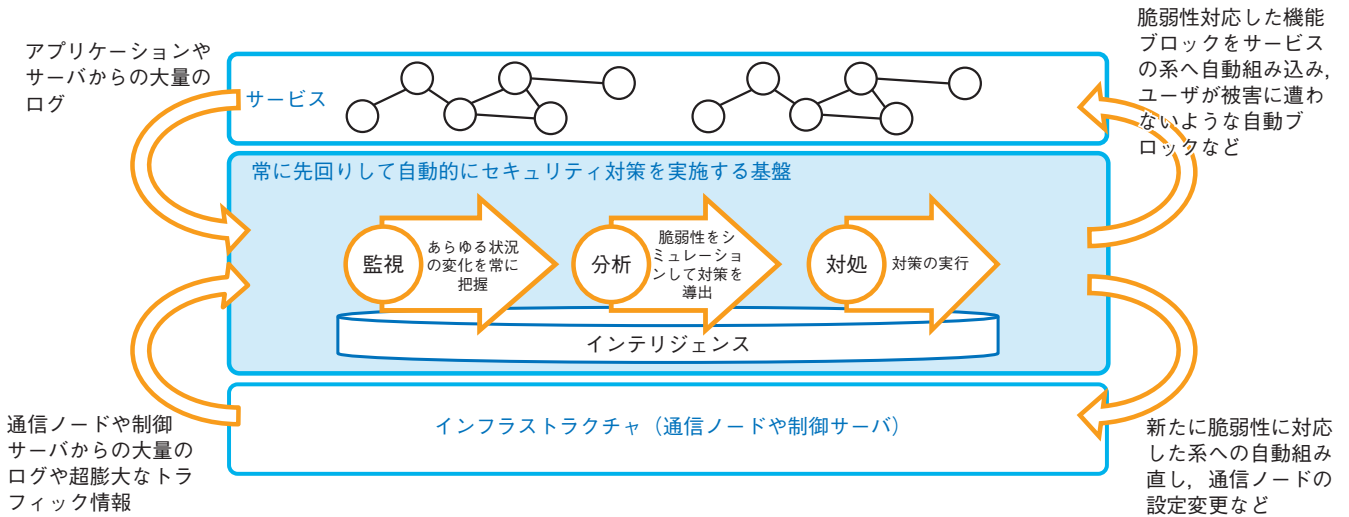 アプリケーションや
サーバからの大量の
ログ
サービス
脆弱性対応した機能
ブロックをサービス
の系へ自動組み込み，
ユーザが被害に遭わ
ないような自動ブ
ロックなど
常に先回りして自動的にセキュリティ対策を実施する基盤
監視
あらゆる状況
の変化を常に
把握
分析
脆弱性をシ
ミュレーショ
ンして対策を
導出
対処
対策の実行
インテリジェンス
通信ノードや制御
サーバからの大量の
ログや超膨大なトラ
フィック情報
インフラストラクチャ（通信ノードや制御サーバ）
新たに脆弱性に対応
した系への自動組み
直し，通信ノードの
設定変更など